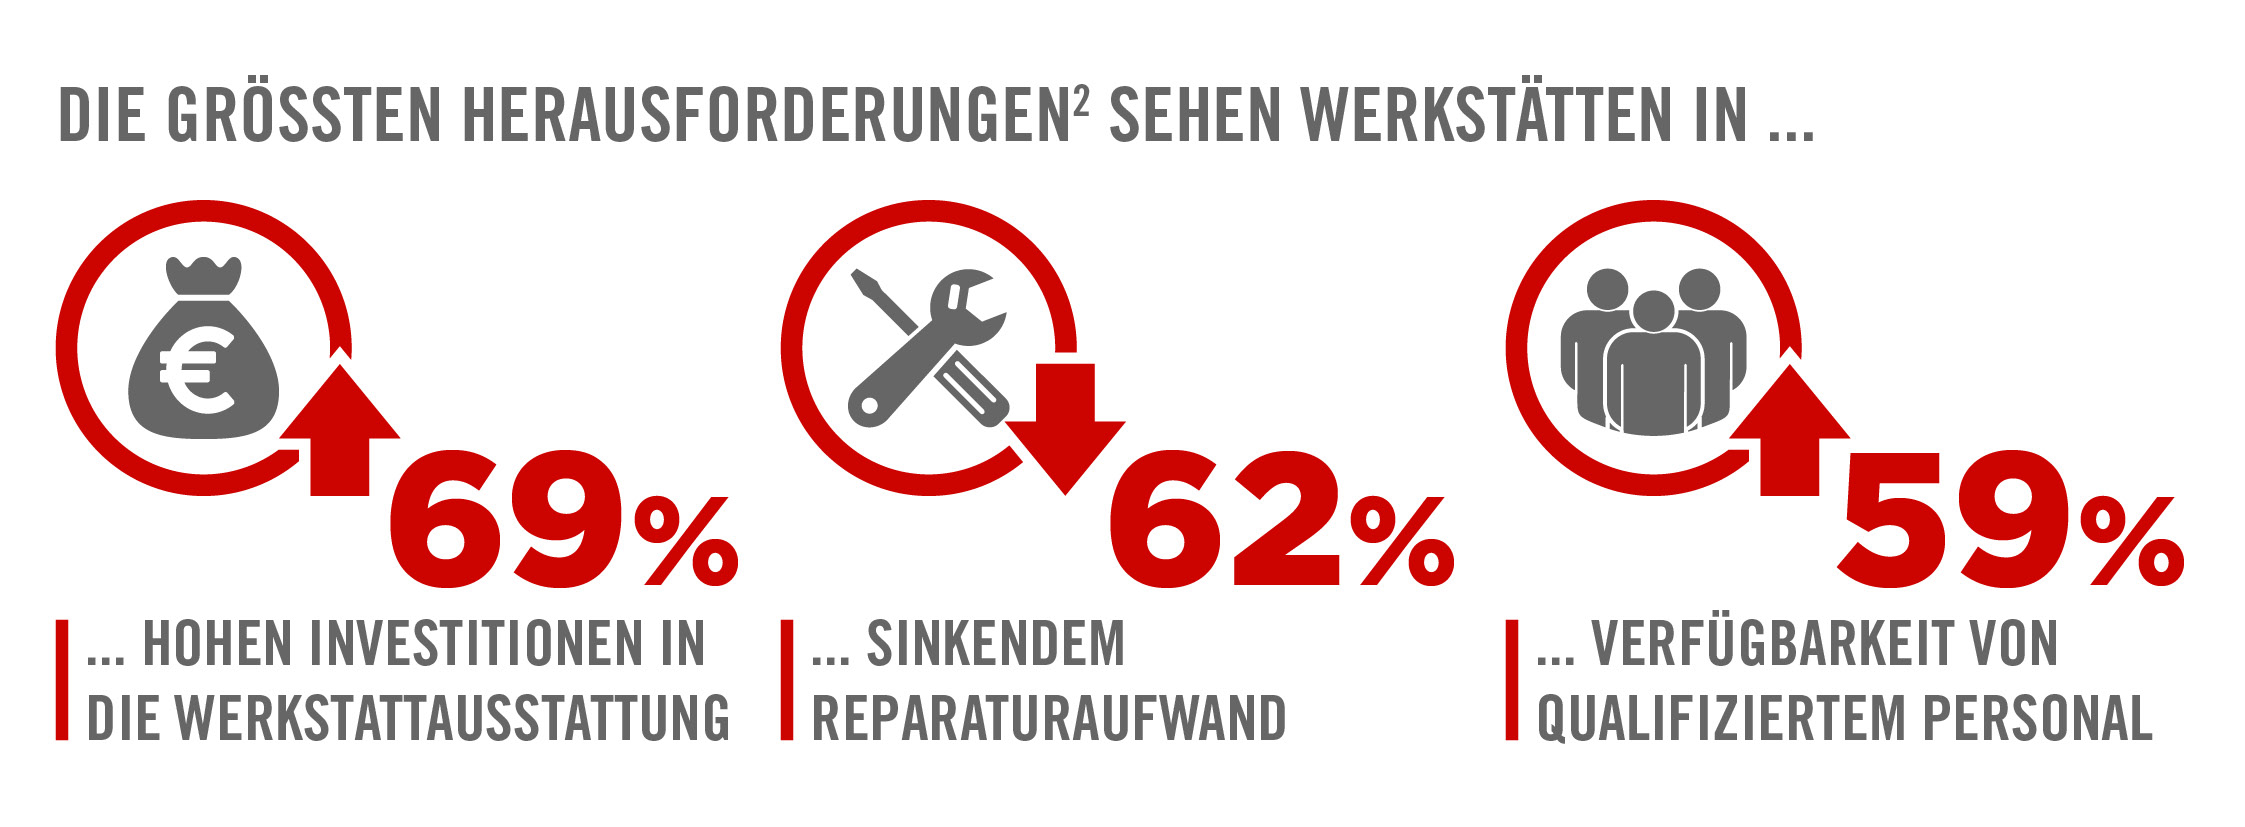 DIE GRÖSSTEN HERAUSFORDERUNGEN² SEHEN WERKSTÄTTEN IN ...
€
69%
... HOHEN INVESTITIONEN IN
DIE WERKSTATTAUSSTATTUNG
62%
... SINKENDEM
REPARATURAUFWAND
59%
... VERFÜGBARKEIT VON
QUALIFIZIERTEM PERSONAL